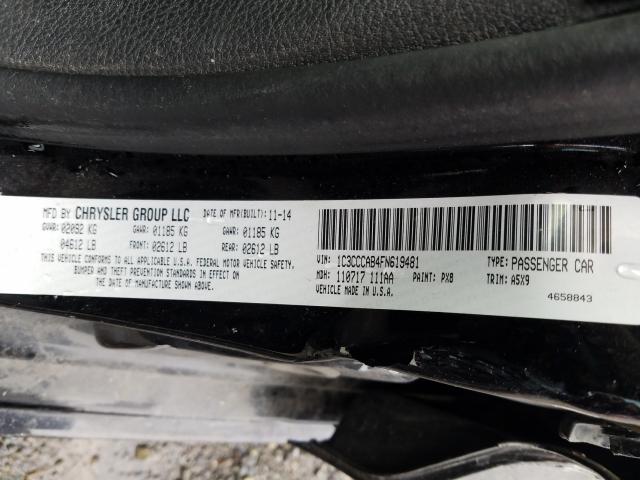 MFD BY CHRYSLER GROUP LLC DATE OF MFR(BUILT): 11-14
GVWR: 02092 KG GAWR: 01185 KG GAWR: 01185 KG
04612 LB FRONT: 02612 LB REAR: 02612 LB
THIS VEHICLE CONFORMS TO ALL APPLICABLE U.S.A. FEDERAL MOTOR VEHICLE SAFETY,
BUMPER AND THEFT PREVENTION STANDARDS IN EFFECT ON
THE DATE OF MANUFACTURE SHOWN ABOVE.
VIN: 1C3CCCAB4FN619481 TYPE: PASSENGER CAR
MDH: 110717 111AA PAINT: PX8 TRIM: A5X9
VEHICLE MADE IN U.S.A.
4658843